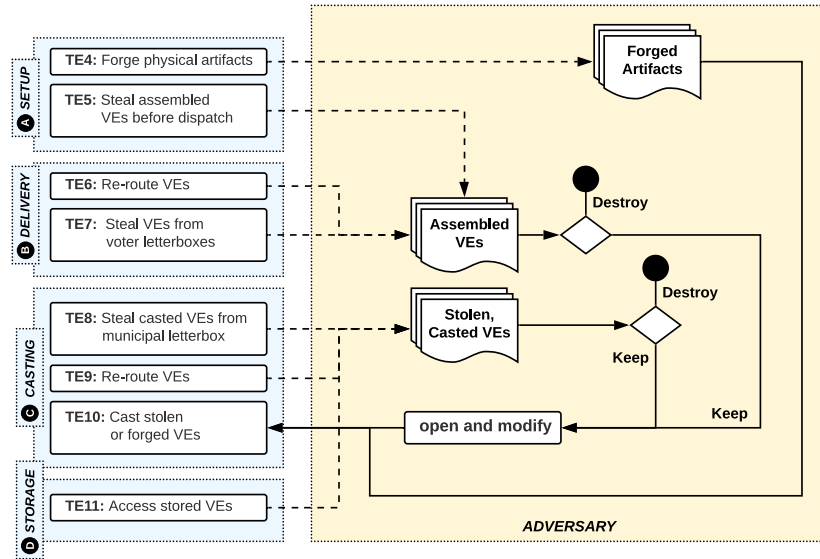 A SETUP
TE4: Forge physical artifacts
TE5: Steal assembled
VEs before dispatch
B DELIVERY
TE6: Re-route VEs
TE7: Steal VEs from
voter letterboxes
C CASTING
TE8: Steal casted VEs from
municipal letterbox
TE9: Re-route VEs
TE10: Cast stolen
or forged VEs
D STORAGE
TE11: Access stored VEs
Forged
Artifacts
Assembled
VEs
Destroy
Stolen,
Casted VEs
Destroy
Keep
Keep
open and modify
ADVERSARY